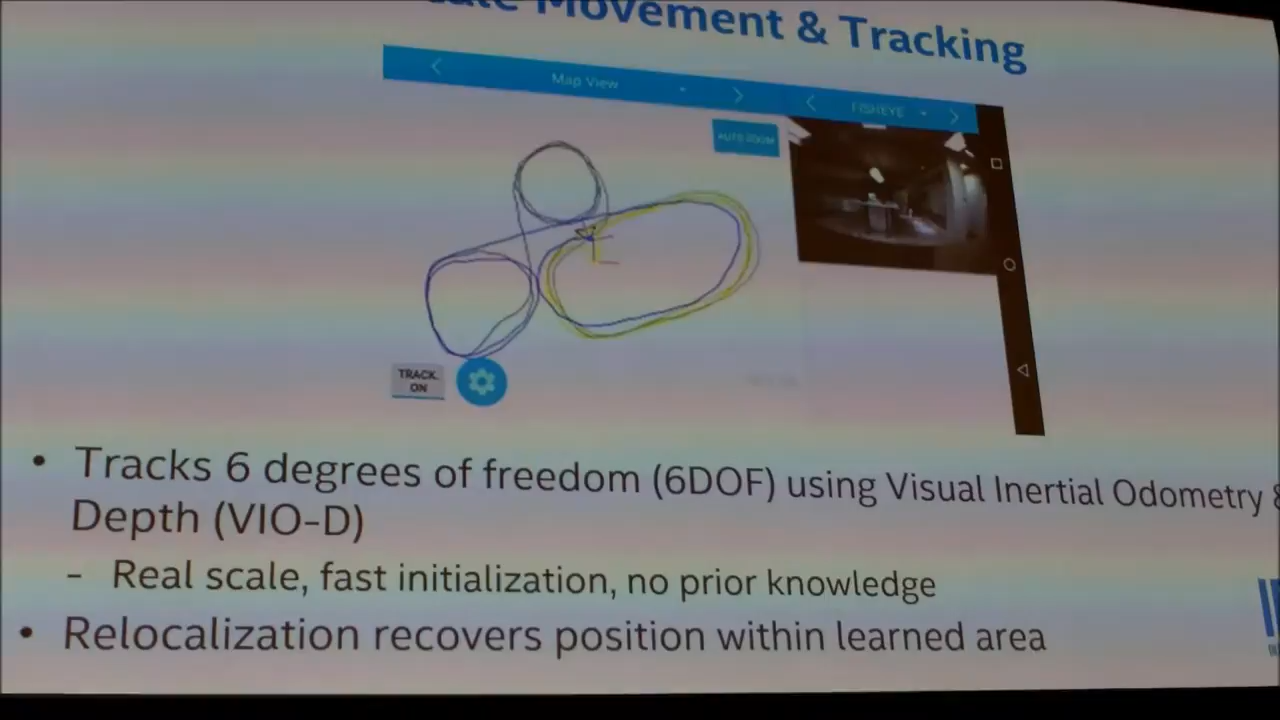 Movement & Tracking
Map View
FISHEYE
AUTO ZOOM
TRACK
ON
• Tracks 6 degrees of freedom (6DOF) using Visual Inertial Odometry &
Depth (VIO-D)
- Real scale, fast initialization, no prior knowledge
• Relocalization recovers position within learned area